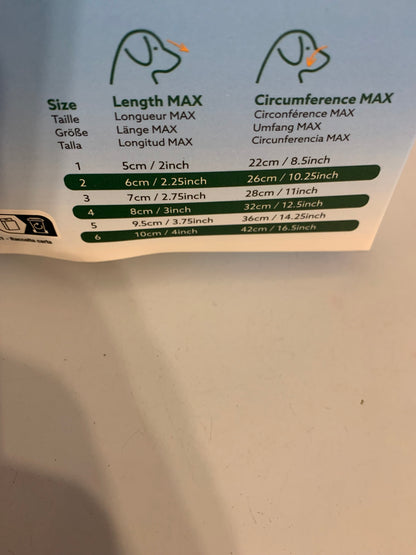 Size Length MAX Circumference MAX
Taille Longueur MAX Circonférence MAX
Größe Länge MAX Umfang MAX
Talla Longitud MAX Circunferencia MAX
1 5cm / 2inch 22cm / 8.5inch
2 6cm / 2.25inch 26cm / 10.25inch
3 7cm / 2.75inch 28cm / 11inch
4 8cm / 3inch 32cm / 12.5inch
5 9.5cm / 3.75inch 36cm / 14.25inch
6 10cm / 4inch 42cm / 16.5inch
Raccolta carta